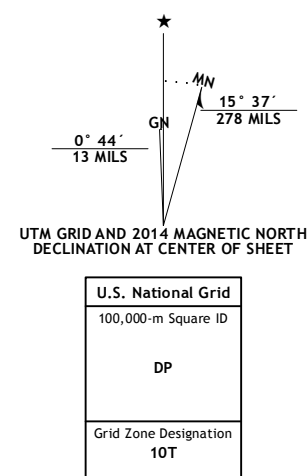 ★
MN
GN
15° 37´
278 MILS
0° 44´
13 MILS
UTM GRID AND 2014 MAGNETIC NORTH
DECLINATION AT CENTER OF SHEET
U.S. National Grid
100,000-m Square ID
DP
Grid Zone Designation
10T